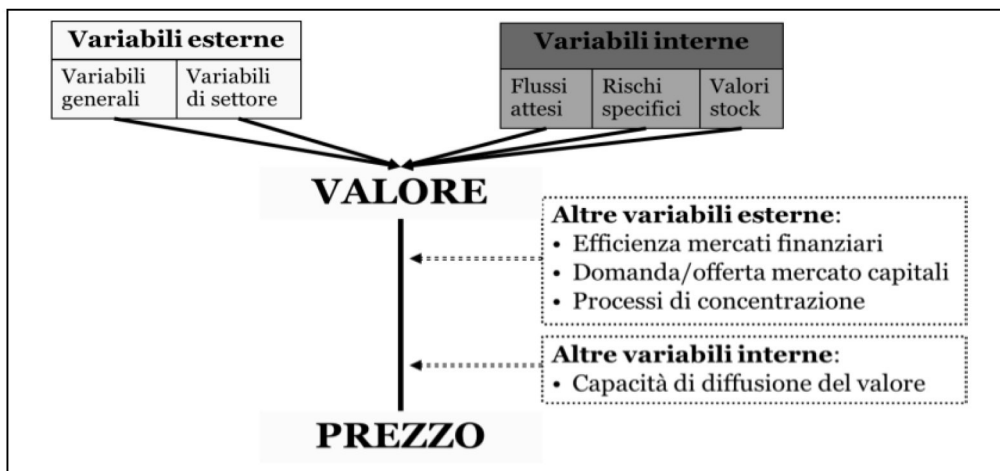 Variabili esterne
Variabili generali
Variabili di settore
Variabili interne
Flussi attesi
Rischi specifici
Valori stock
VALORE
Altre variabili esterne:
• Efficienza mercati finanziari
• Domanda/offerta mercato capitali
• Processi di concentrazione
Altre variabili interne:
• Capacità di diffusione del valore
PREZZO